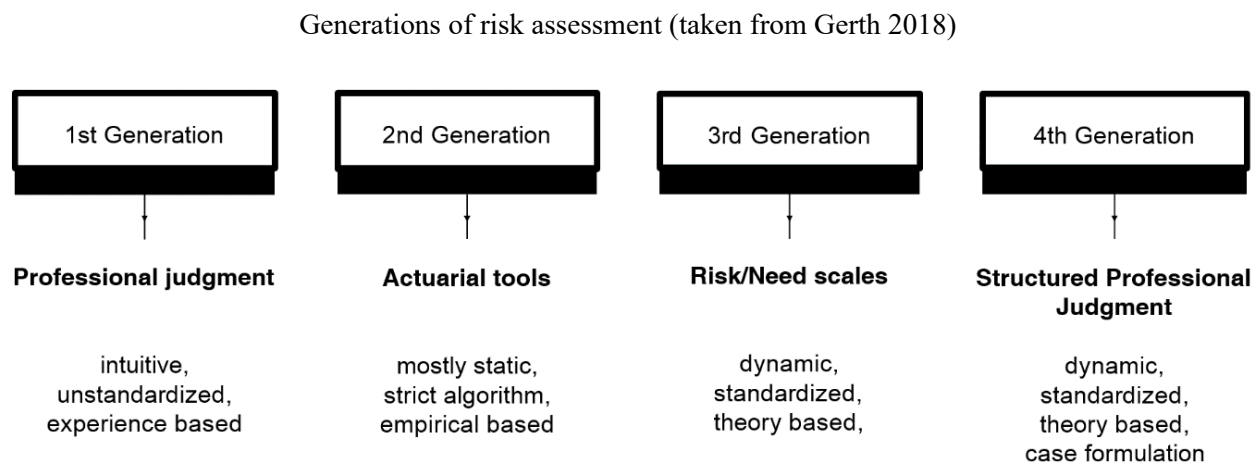 Generations of risk assessment (taken from Gerth 2018)
1st Generation
Professional judgment
intuitive,
unstandardized,
experience based
2nd Generation
Actuarial tools
mostly static,
strict algorithm,
empirical based
3rd Generation
Risk/Need scales
dynamic,
standardized,
theory based,
4th Generation
Structured Professional
Judgment
dynamic,
standardized,
theory based,
case formulation